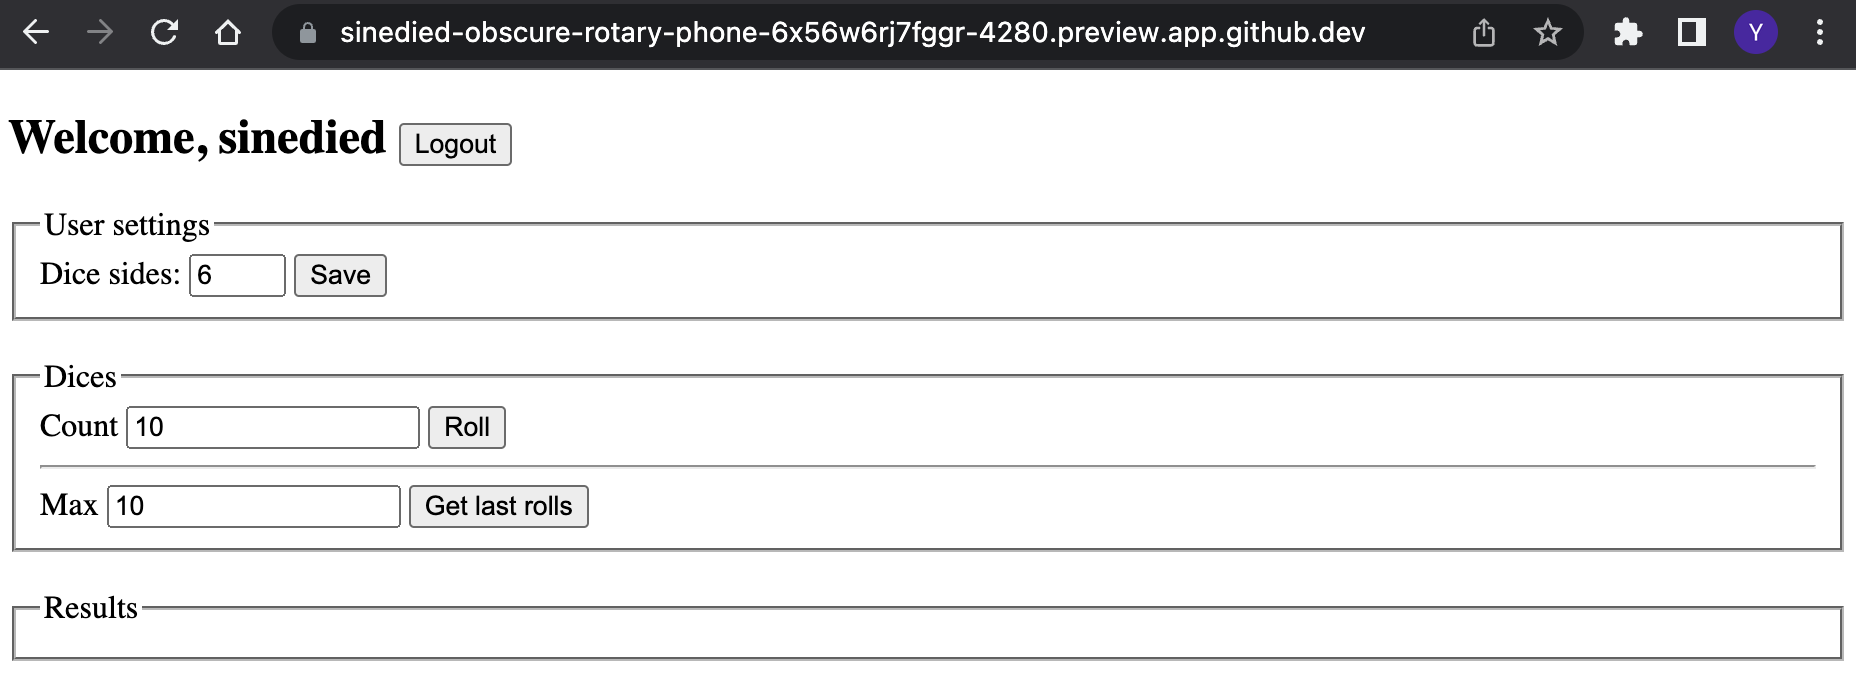 sinedied-obscure-rotary-phone-6x56w6rj7fggr-4280.preview.app.github.dev
Y
Welcome, sinedied Logout
User settings
Dice sides: 6 Save
Dices
Count 10 Roll
Max 10 Get last rolls
Results